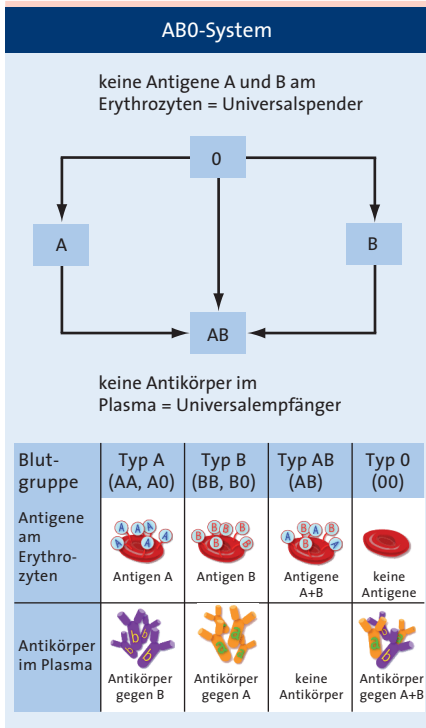 AB0-System
keine Antigene A und B am
Erythrozyten = Universalspender
0
A
B
AB
keine Antikörper im
Plasma = Universalempfänger
Blut-
gruppe
Typ A
(AA, A0)
Typ B
(BB, B0)
Typ AB
(AB)
Typ 0
(00)
Antigene
am
Erythro-
zyten
A A A A A
Antigen A
B B B B B
Antigen B
A B A B B
Antigene
A+B
keine
Antigene
Antikörper
im Plasma
Antikörper
gegen B
Antikörper
gegen A
keine
Antikörper
Antikörper
gegen A+B